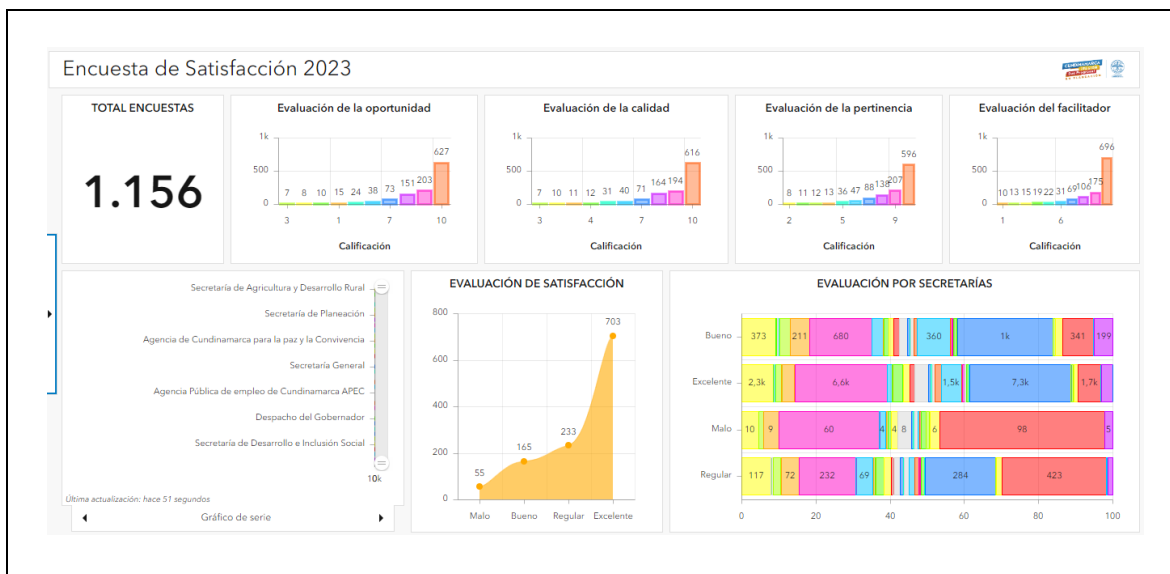 Encuesta de Satisfacción 2023
TOTAL ENCUESTAS
1.156
Evaluación de la oportunidad
1k
500
0
7 8 10 15 24 38 73 151 203 627
3 1 7 10
Calificación
Evaluación de la calidad
1k
500
0
7 10 11 12 31 40 71 164 194 616
3 4 7 10
Calificación
Evaluación de la pertinencia
1k
500
0
8 11 12 13 36 47 88 138 207 596
2 5 9
Calificación
Evaluación del facilitador
1k
500
0
10 13 15 19 22 31 69 106 175 696
1 6
Calificación
Secretaría de Agricultura y Desarrollo Rural
Secretaría de Planeación
Agencia de Cundinamarca para la paz y la Convivencia
Secretaría General
Agencia Pública de empleo de Cundinamarca APEC
Despacho del Gobernador
Secretaría de Desarrollo e Inclusión Social
10k
Última actualización: hace 51 segundos
Gráfico de serie
EVALUACIÓN DE SATISFACCIÓN
800
600
400
200
0
55 165 233 703
Malo Bueno Regular Excelente
EVALUACIÓN POR SECRETARÍAS
Bueno 373 211 680 360 1k 341 199
Excelente 2,3k 6,6k 1,5k 7,3k 1,7k
Malo 10 9 60 4 4 8 6 98 5
Regular 117 72 232 69 284 423
0 20 40 60 80 100